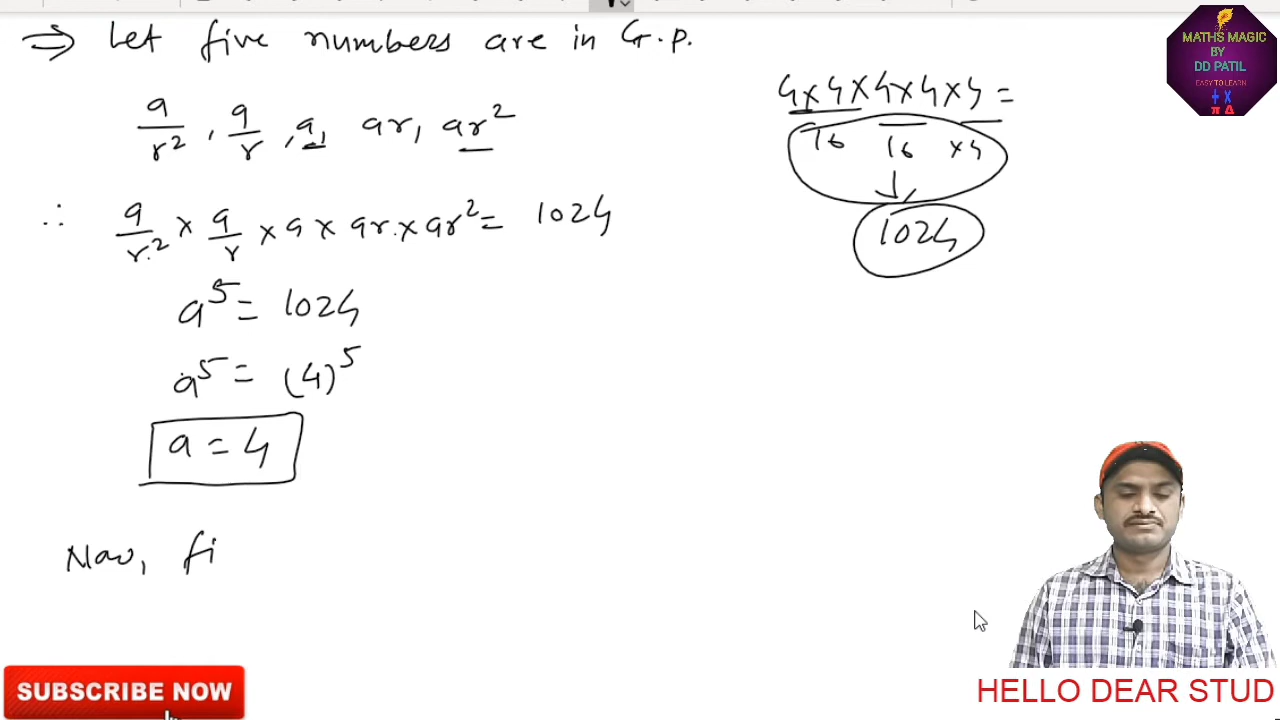 ⇒ Let five numbers are in G.p.
a/r², a/r, a, ar, ar²
∴ a/r² × a/r × a × ar × ar² = 1024
a⁵ = 1024
a⁵ = (4)⁵
a = 4
Now, fi
4×4×4×4×4 =
16 16 ×4
1024
MATHS MAGIC
BY
DD PATIL
EASY TO LEARN
+ X
π Δ
SUBSCRIBE NOW
HELLO DEAR STUD